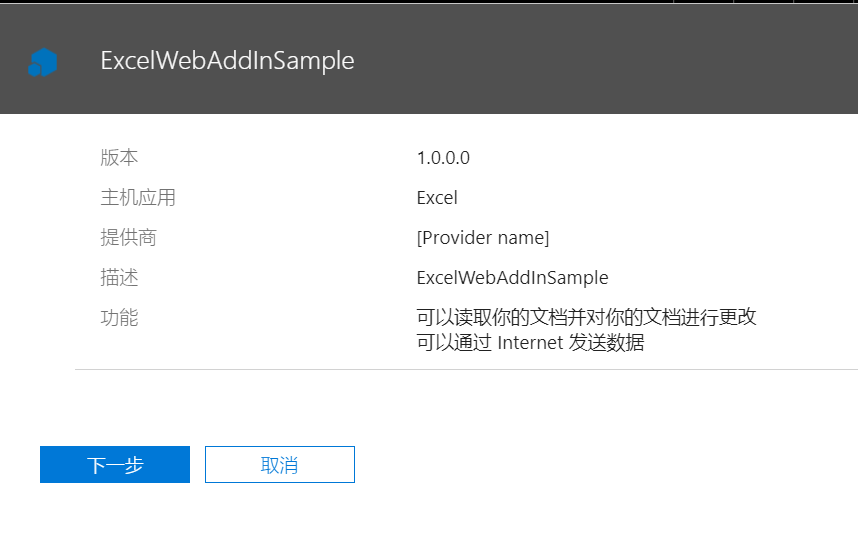 ExcelWebAddInSample
版本 1.0.0.0
主机应用 Excel
提供商 [Provider name]
描述 ExcelWebAddInSample
功能 可以读取你的文档并对你的文档进行更改
可以通过 Internet 发送数据
下一步 取消